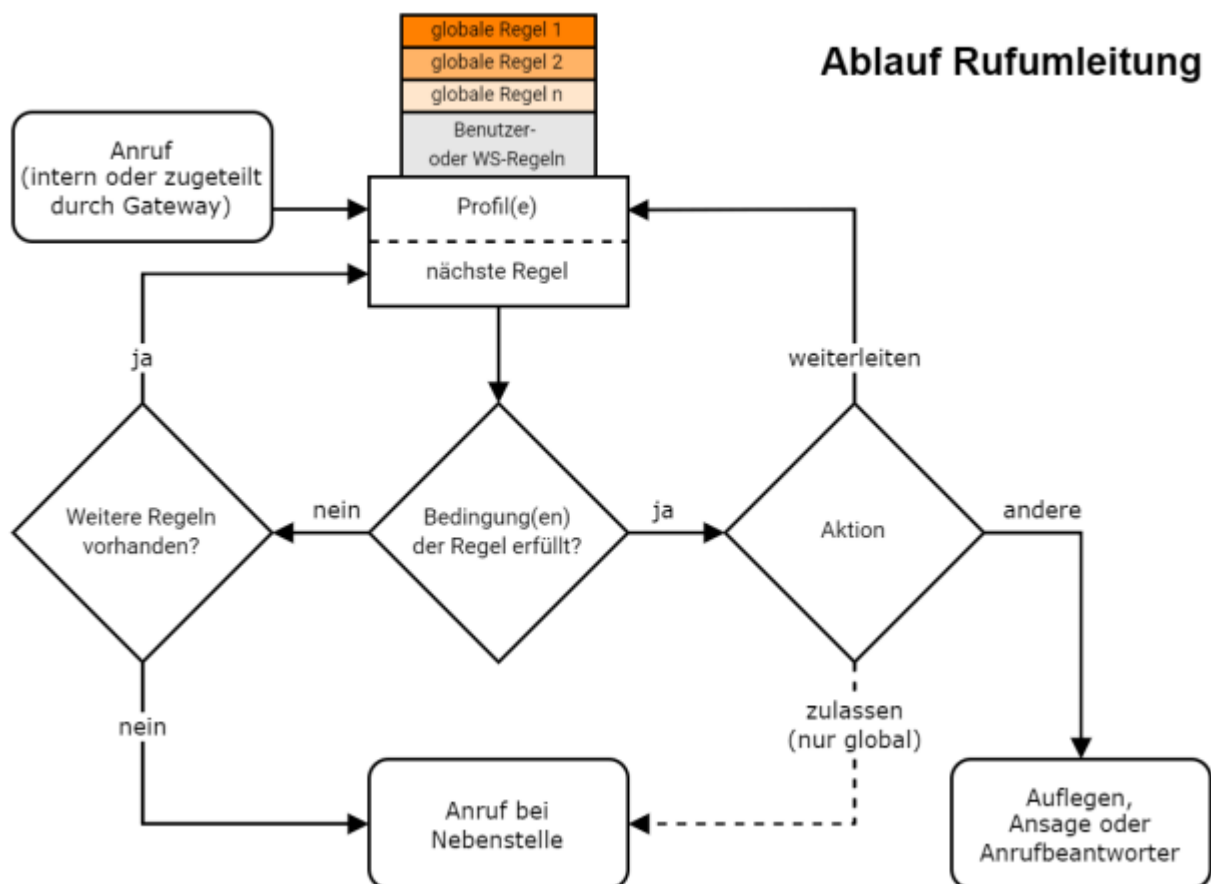 globale Regel 1
Ablauf Rufumleitung
globale Regel 2
globale Regel n
Benutzer-
oder WS-Regeln
Anruf
(intern oder zugeteilt
durch Gateway)
Profil(e)
nächste Regel
ja
weiterleiten
Weitere Regeln
vorhanden?
nein
Bedingung(en)
der Regel erfüllt?
ja
Aktion
andere
nein
zulassen
(nur global)
Anruf bei
Nebenstelle
Auflegen,
Ansage oder
Anrufbeantworter